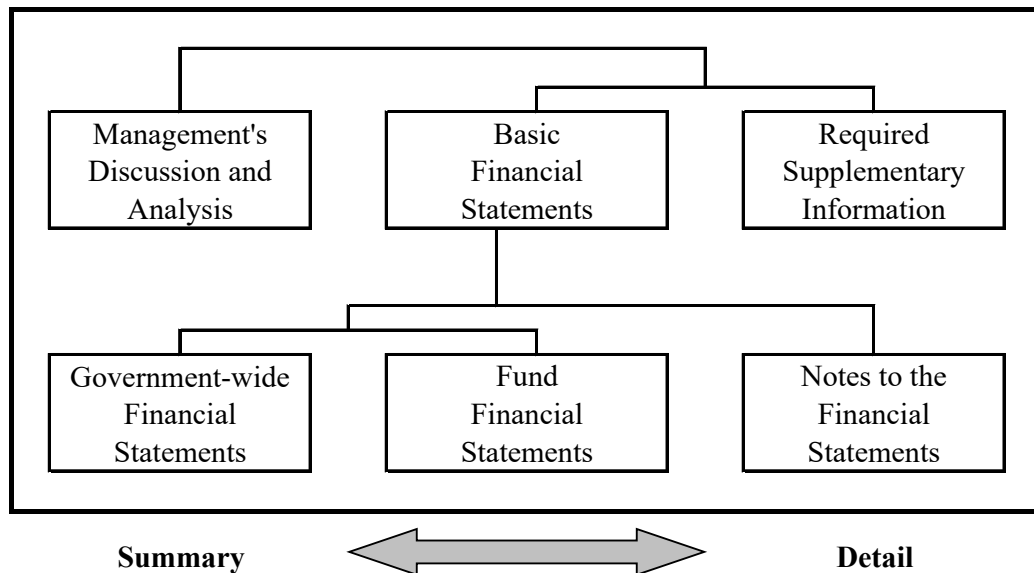 Management's
Discussion and
Analysis
Basic
Financial
Statements
Required
Supplementary
Information
Government-wide
Financial
Statements
Fund
Financial
Statements
Notes to the
Financial
Statements
Summary
Detail